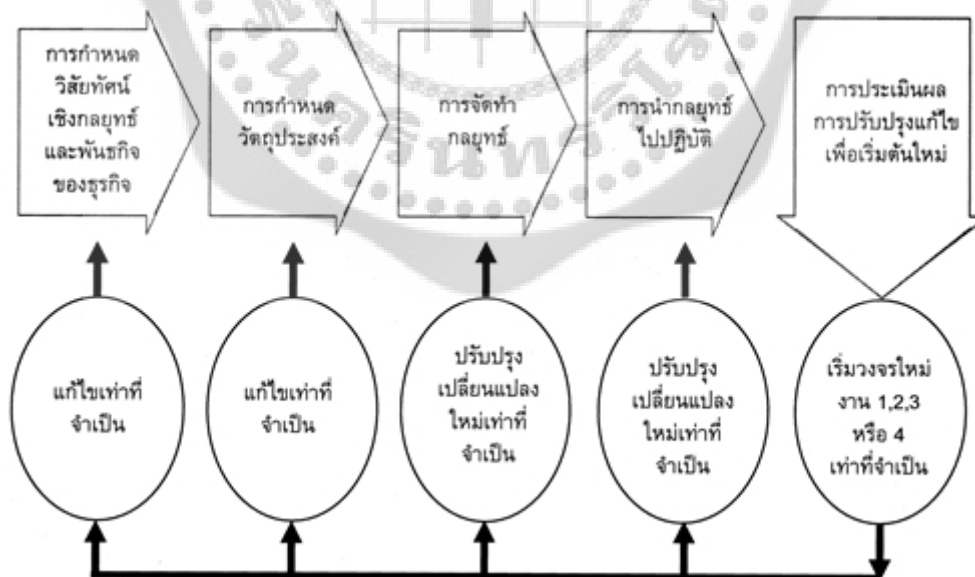 การกำหนด
วิสัยทัศน์
เชิงกลยุทธ์
และพันธกิจ
ของธุรกิจ
การกำหนด
วัตถุประสงค์
การจัดทำ
กลยุทธ์
การนำกลยุทธ์
ไปปฏิบัติ
การประเมินผล
การปรับปรุงแก้ไข
เพื่อเริ่มต้นใหม่
แก้ไขเท่าที่
จำเป็น
แก้ไขเท่าที่
จำเป็น
ปรับปรุง
เปลี่ยนแปลง
ใหม่เท่าที่
จำเป็น
ปรับปรุง
เปลี่ยนแปลง
ใหม่เท่าที่
จำเป็น
เริ่มวงจรใหม่
งาน 1,2,3
หรือ 4
เท่าที่จำเป็น